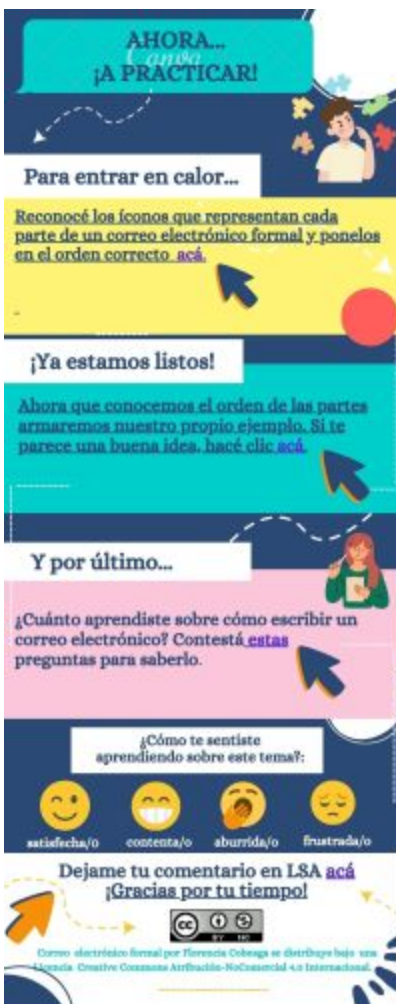 AHORA...
¡A PRACTICAR!
Canva
Para entrar en calor...
Reconocé los íconos que representan cada
parte de un correo electrónico formal y ponelos
en el orden correcto acá.
¡Ya estamos listos!
Ahora que conocemos el orden de las partes
armaremos nuestro propio ejemplo. Si te
parece una buena idea, hacé clic acá.
Y por último...
¿Cuánto aprendiste sobre cómo escribir un
correo electrónico? Contestá estas
preguntas para saberlo.
¿Cómo te sentiste
aprendiendo sobre este tema?:
satisfecha/o contenta/o aburrida/o frustrada/o
Dejame tu comentario en LSA acá
¡Gracias por tu tiempo!
cc
BY NC
Correo electrónico formal por Florencia Cobeaga se distribuye bajo una
Licencia Creative Commons Atribución-NoComercial 4.0 Internacional.